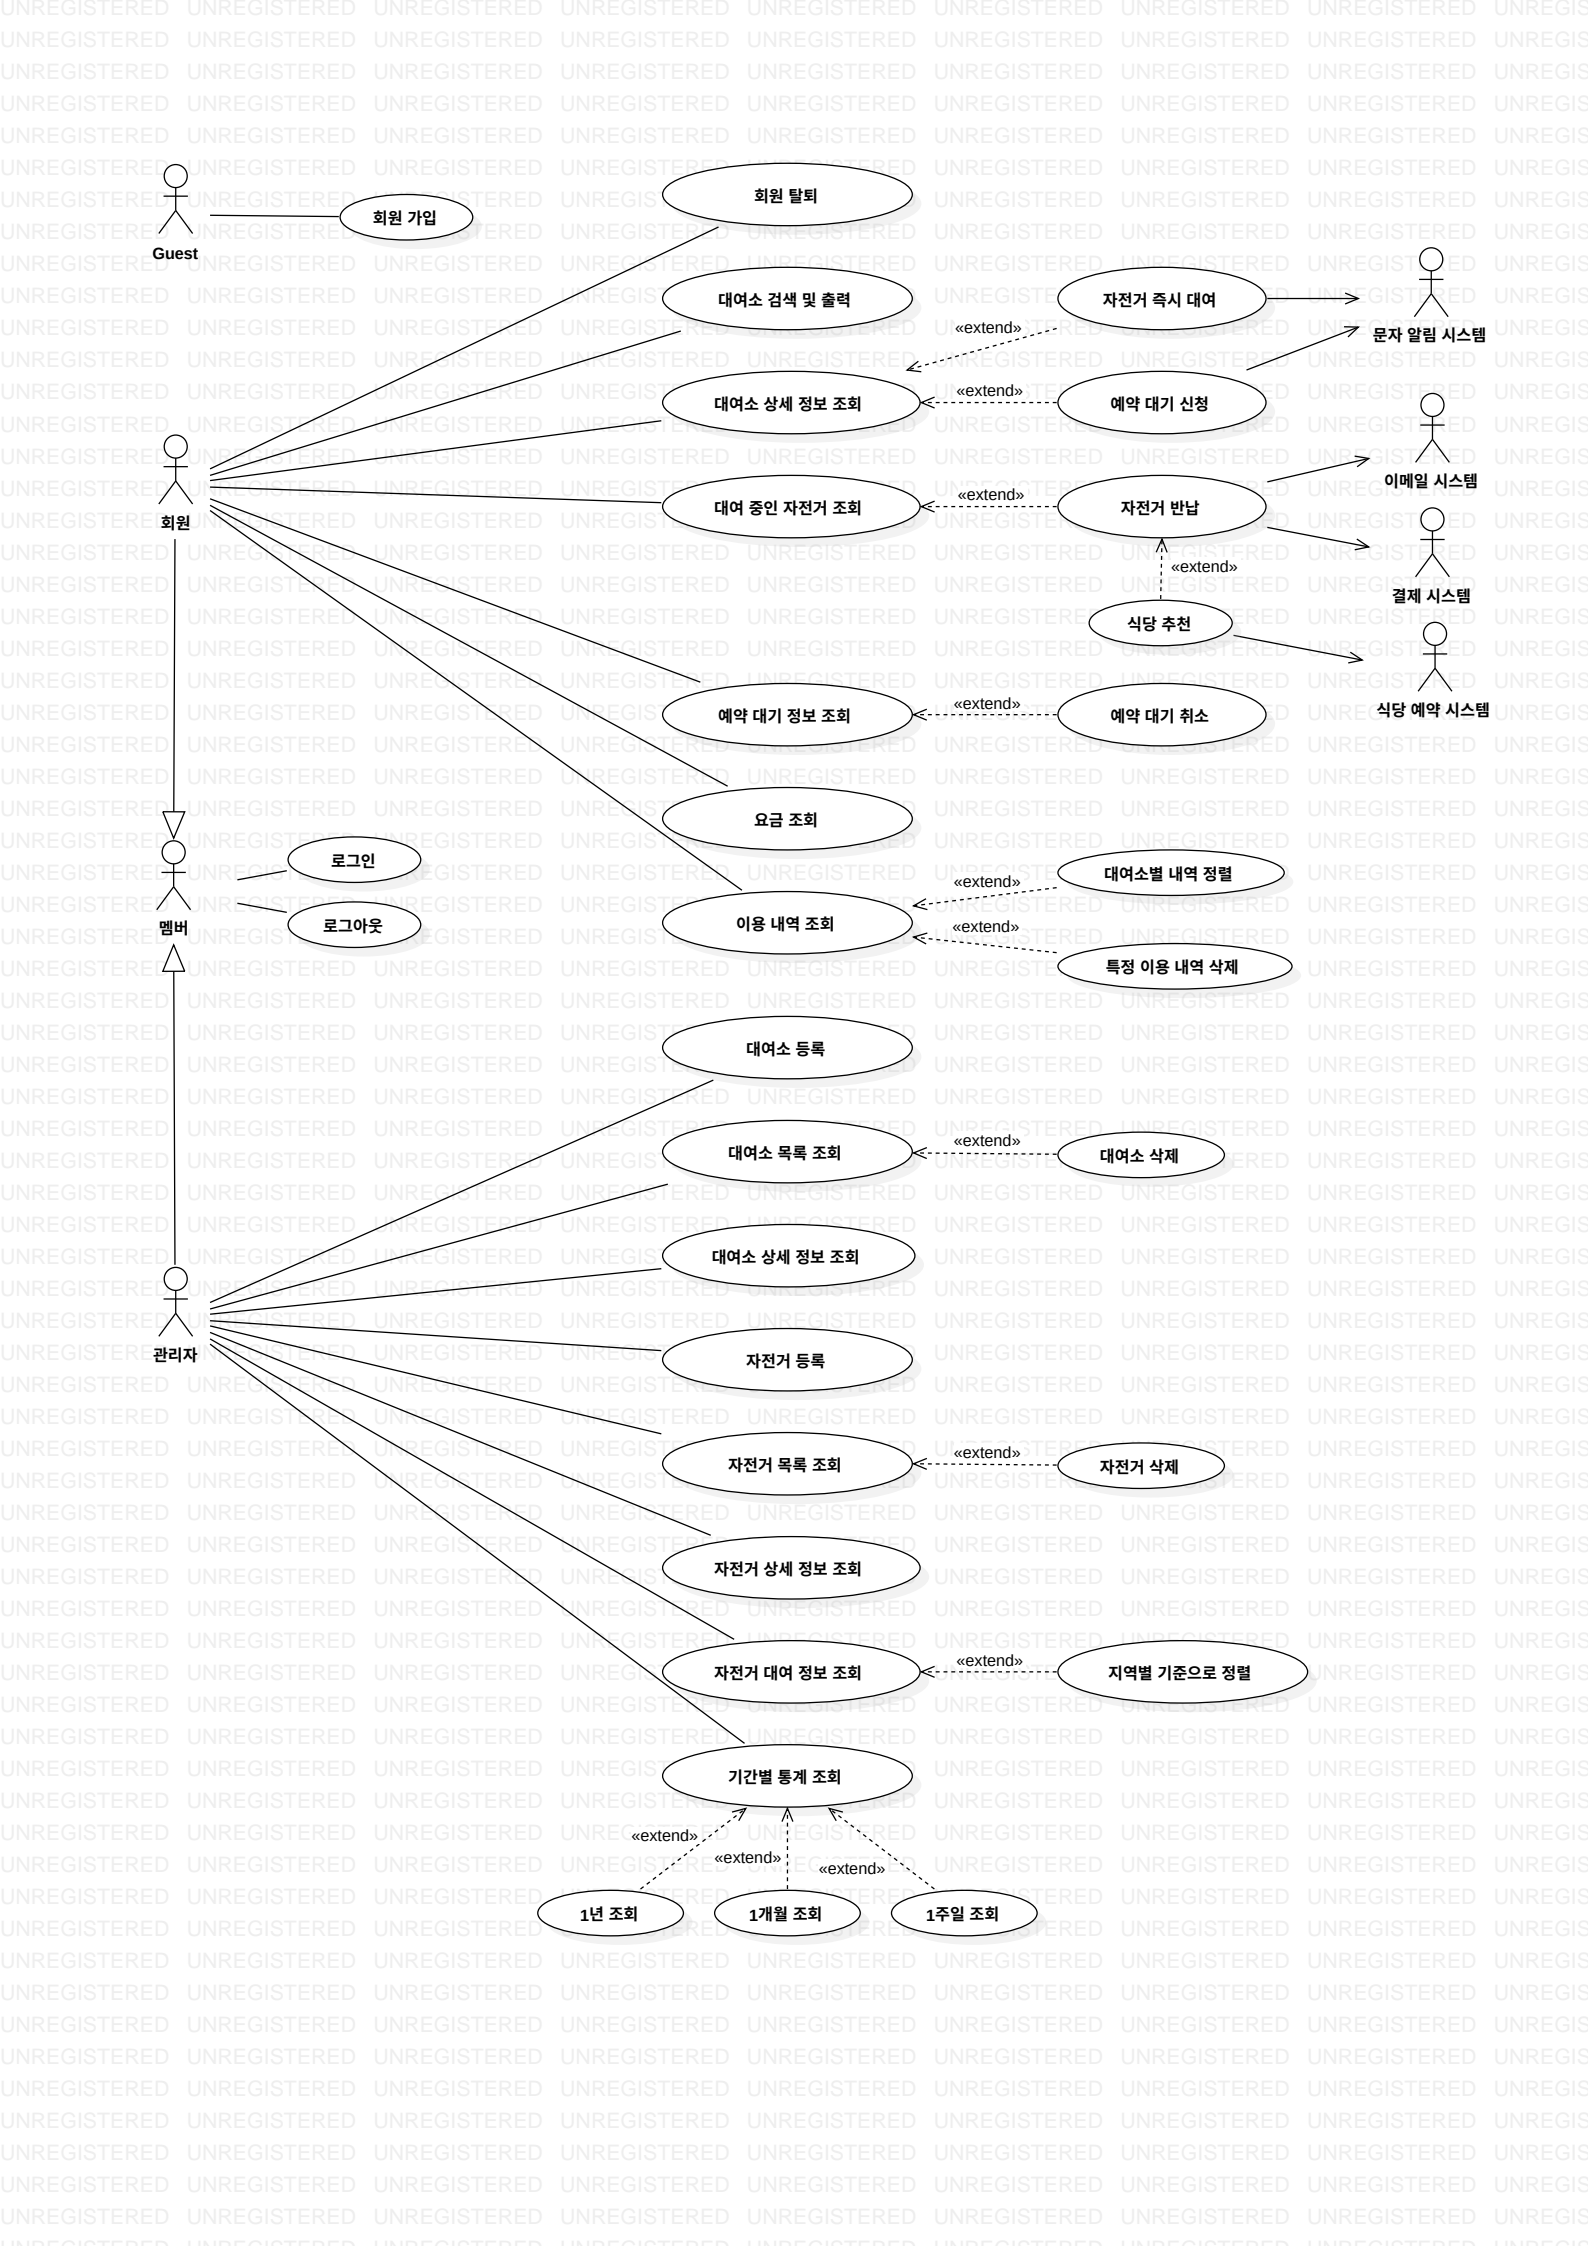 Guest
회원 가입
회원 탈퇴
대여소 검색 및 출력
자전거 즉시 대여
문자 알림 시스템
«extend»
대여소 상세 정보 조회
«extend»
예약 대기 신청
이메일 시스템
회원
대여 중인 자전거 조회
«extend»
자전거 반납
«extend»
결제 시스템
식당 추천
식당 예약 시스템
예약 대기 정보 조회
«extend»
예약 대기 취소
요금 조회
로그인
로그아웃
멤버
이용 내역 조회
«extend»
대여소별 내역 정렬
«extend»
특정 이용 내역 삭제
대여소 등록
대여소 목록 조회
«extend»
대여소 삭제
대여소 상세 정보 조회
관리자
자전거 등록
자전거 목록 조회
«extend»
자전거 삭제
자전거 상세 정보 조회
자전거 대여 정보 조회
«extend»
지역별 기준으로 정렬
기간별 통계 조회
«extend»
«extend»
«extend»
1년 조회
1개월 조회
1주일 조회
UNREGISTERED